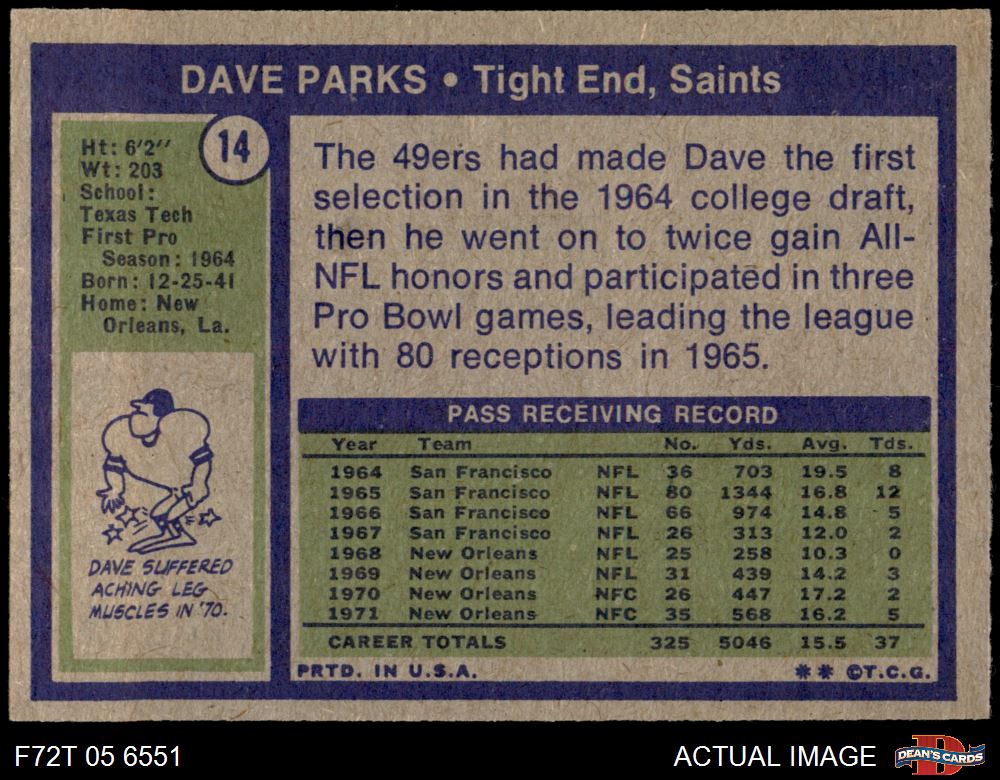 DAVE PARKS • Tight End, Saints
14
Ht: 6'2"
Wt: 203
School:
Texas Tech
First Pro
Season: 1964
Born: 12-25-41
Home: New
Orleans, La.
DAVE SUFFERED
ACHING LEG
MUSCLES IN '70.
The 49ers had made Dave the first
selection in the 1964 college draft,
then he went on to twice gain All-
NFL honors and participated in three
Pro Bowl games, leading the league
with 80 receptions in 1965.
PASS RECEIVING RECORD
Year Team No. Yds. Avg. Tds.
1964 San Francisco NFL 36 703 19.5 8
1965 San Francisco NFL 80 1344 16.8 12
1966 San Francisco NFL 66 974 14.8 5
1967 San Francisco NFL 26 313 12.0 2
1968 New Orleans NFL 25 258 10.3 0
1969 New Orleans NFL 31 439 14.2 3
1970 New Orleans NFC 26 447 17.2 2
1971 New Orleans NFC 35 568 16.2 5
CAREER TOTALS 325 5046 15.5 37
PRTD. IN U.S.A. ** ©T.C.G.
F72T 05 6551
ACTUAL IMAGE
D
DEAN'S CARDS